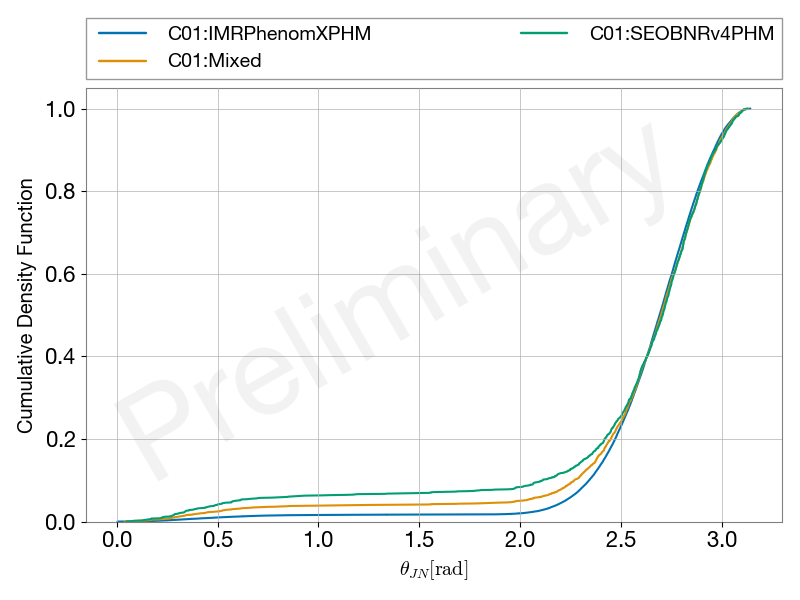 C01:IMRPhenomXPHM
C01:Mixed
C01:SEOBNRv4PHM
Preliminary
Cumulative Density Function
1.0
0.8
0.6
0.4
0.2
0.0
0.0 0.5 1.0 1.5 2.0 2.5 3.0
θ_JN[rad]